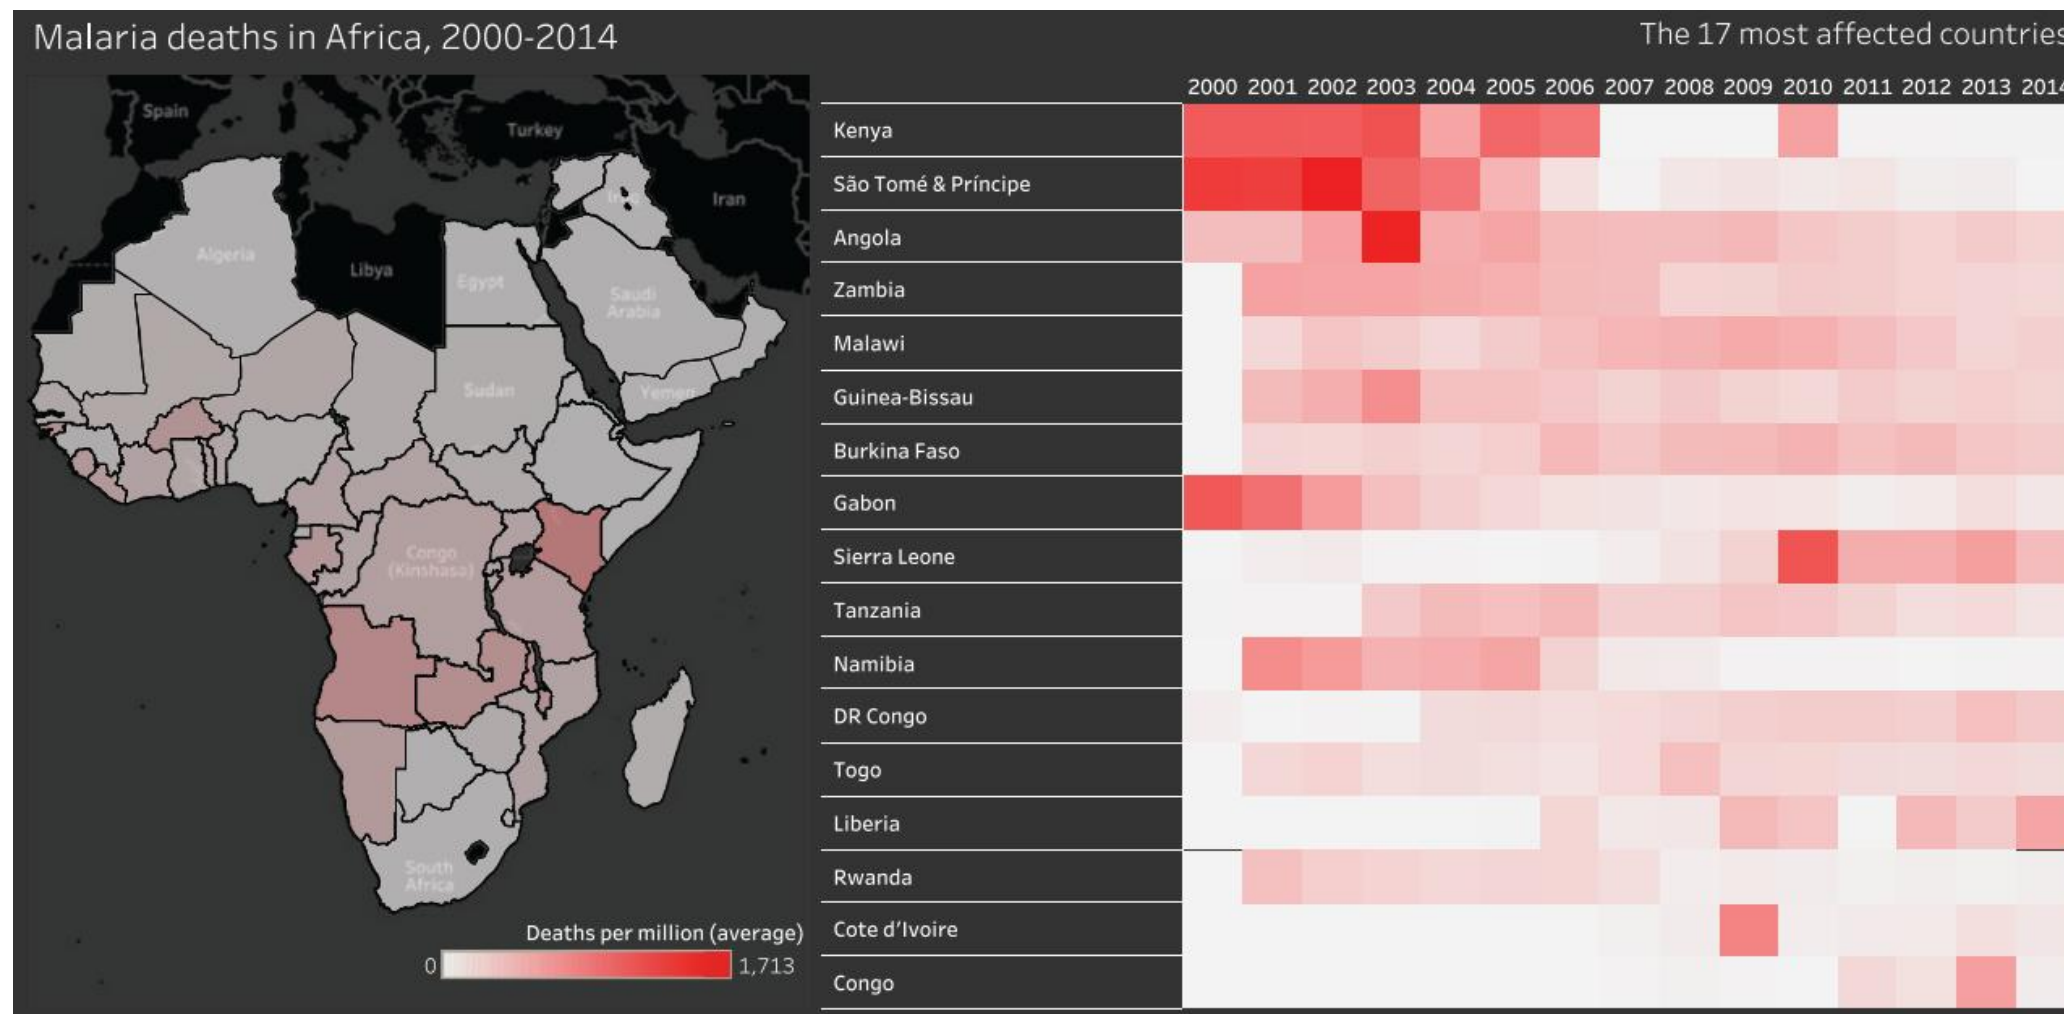 Malaria deaths in Africa, 2000-2014
The 17 most affected countries
Spain
Turkey
Iraq
Iran
Algeria
Libya
Egypt
Saudi
Arabia
Sudan
Yemen
Congo
(Kinshasa)
South
Africa
Deaths per million (average)
0 1,713
2000 2001 2002 2003 2004 2005 2006 2007 2008 2009 2010 2011 2012 2013 2014
Kenya
São Tomé & Príncipe
Angola
Zambia
Malawi
Guinea-Bissau
Burkina Faso
Gabon
Sierra Leone
Tanzania
Namibia
DR Congo
Togo
Liberia
Rwanda
Cote d’Ivoire
Congo